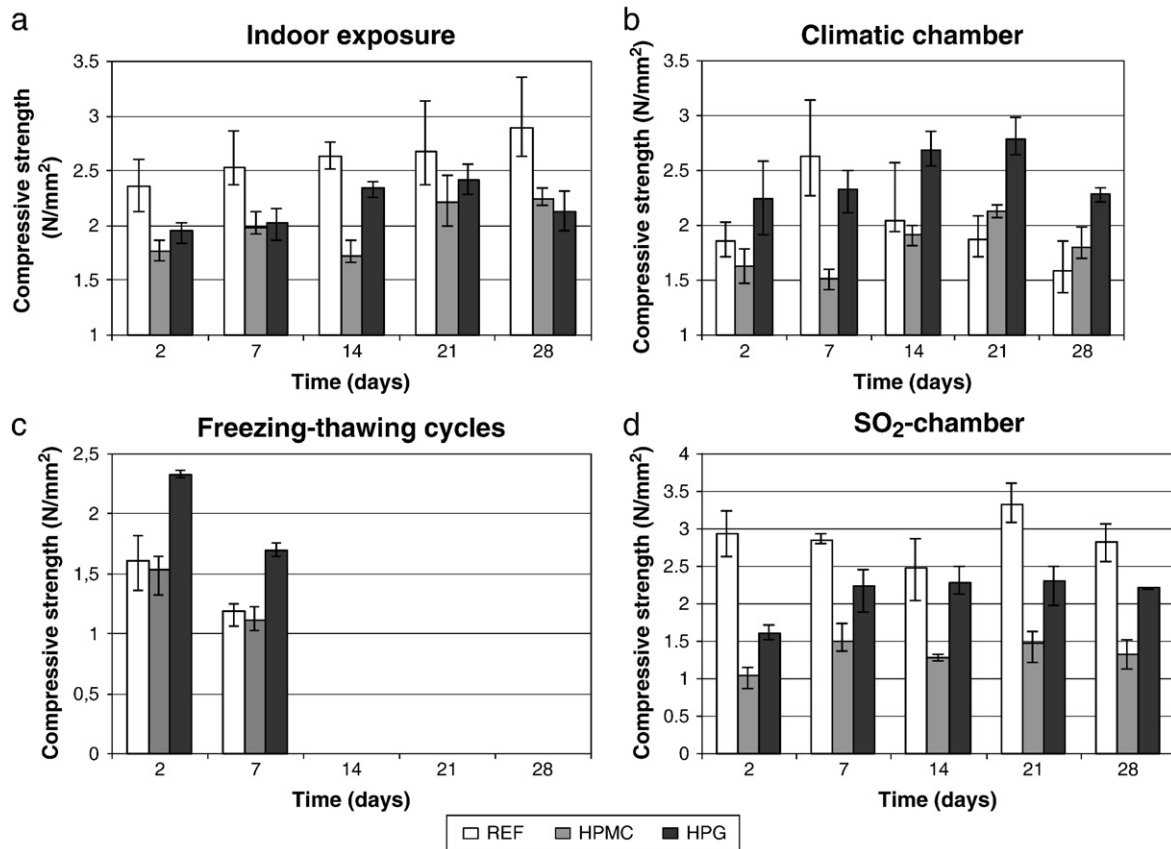 a
Indoor exposure
Compressive strength
(N/mm²)
3.5
3
2.5
2
1.5
1
2 7 14 21 28
Time (days)
b
Climatic chamber
Compressive strength (N/mm²)
3.5
3
2.5
2
1.5
1
2 7 14 21 28
Time (days)
c
Freezing-thawing cycles
Compressive strength (N/mm²)
2,5
2
1,5
1
0,5
0
2 7 14 21 28
Time (days)
d
SO₂-chamber
Compressive strength (N/mm²)
4
3.5
3
2.5
2
1.5
1
0.5
0
2 7 14 21 28
Time (days)
REF HPMC HPG